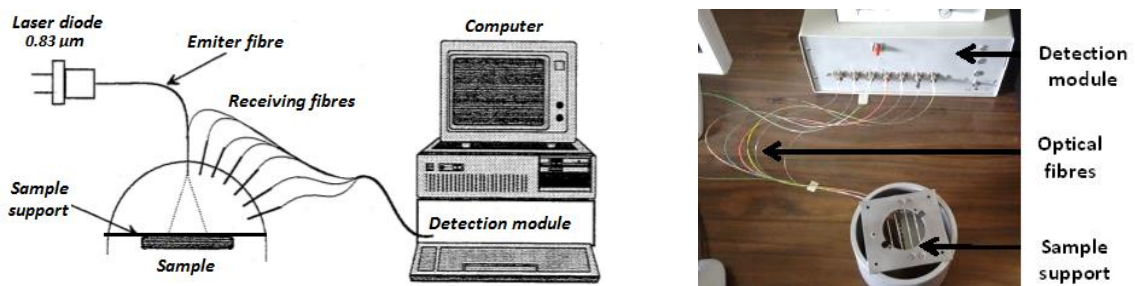 Laser diode
0.83 µm
Emiter fibre
Receiving fibres
Computer
Sample
support
Sample
Detection module
Detection
module
Optical
fibres
Sample
support